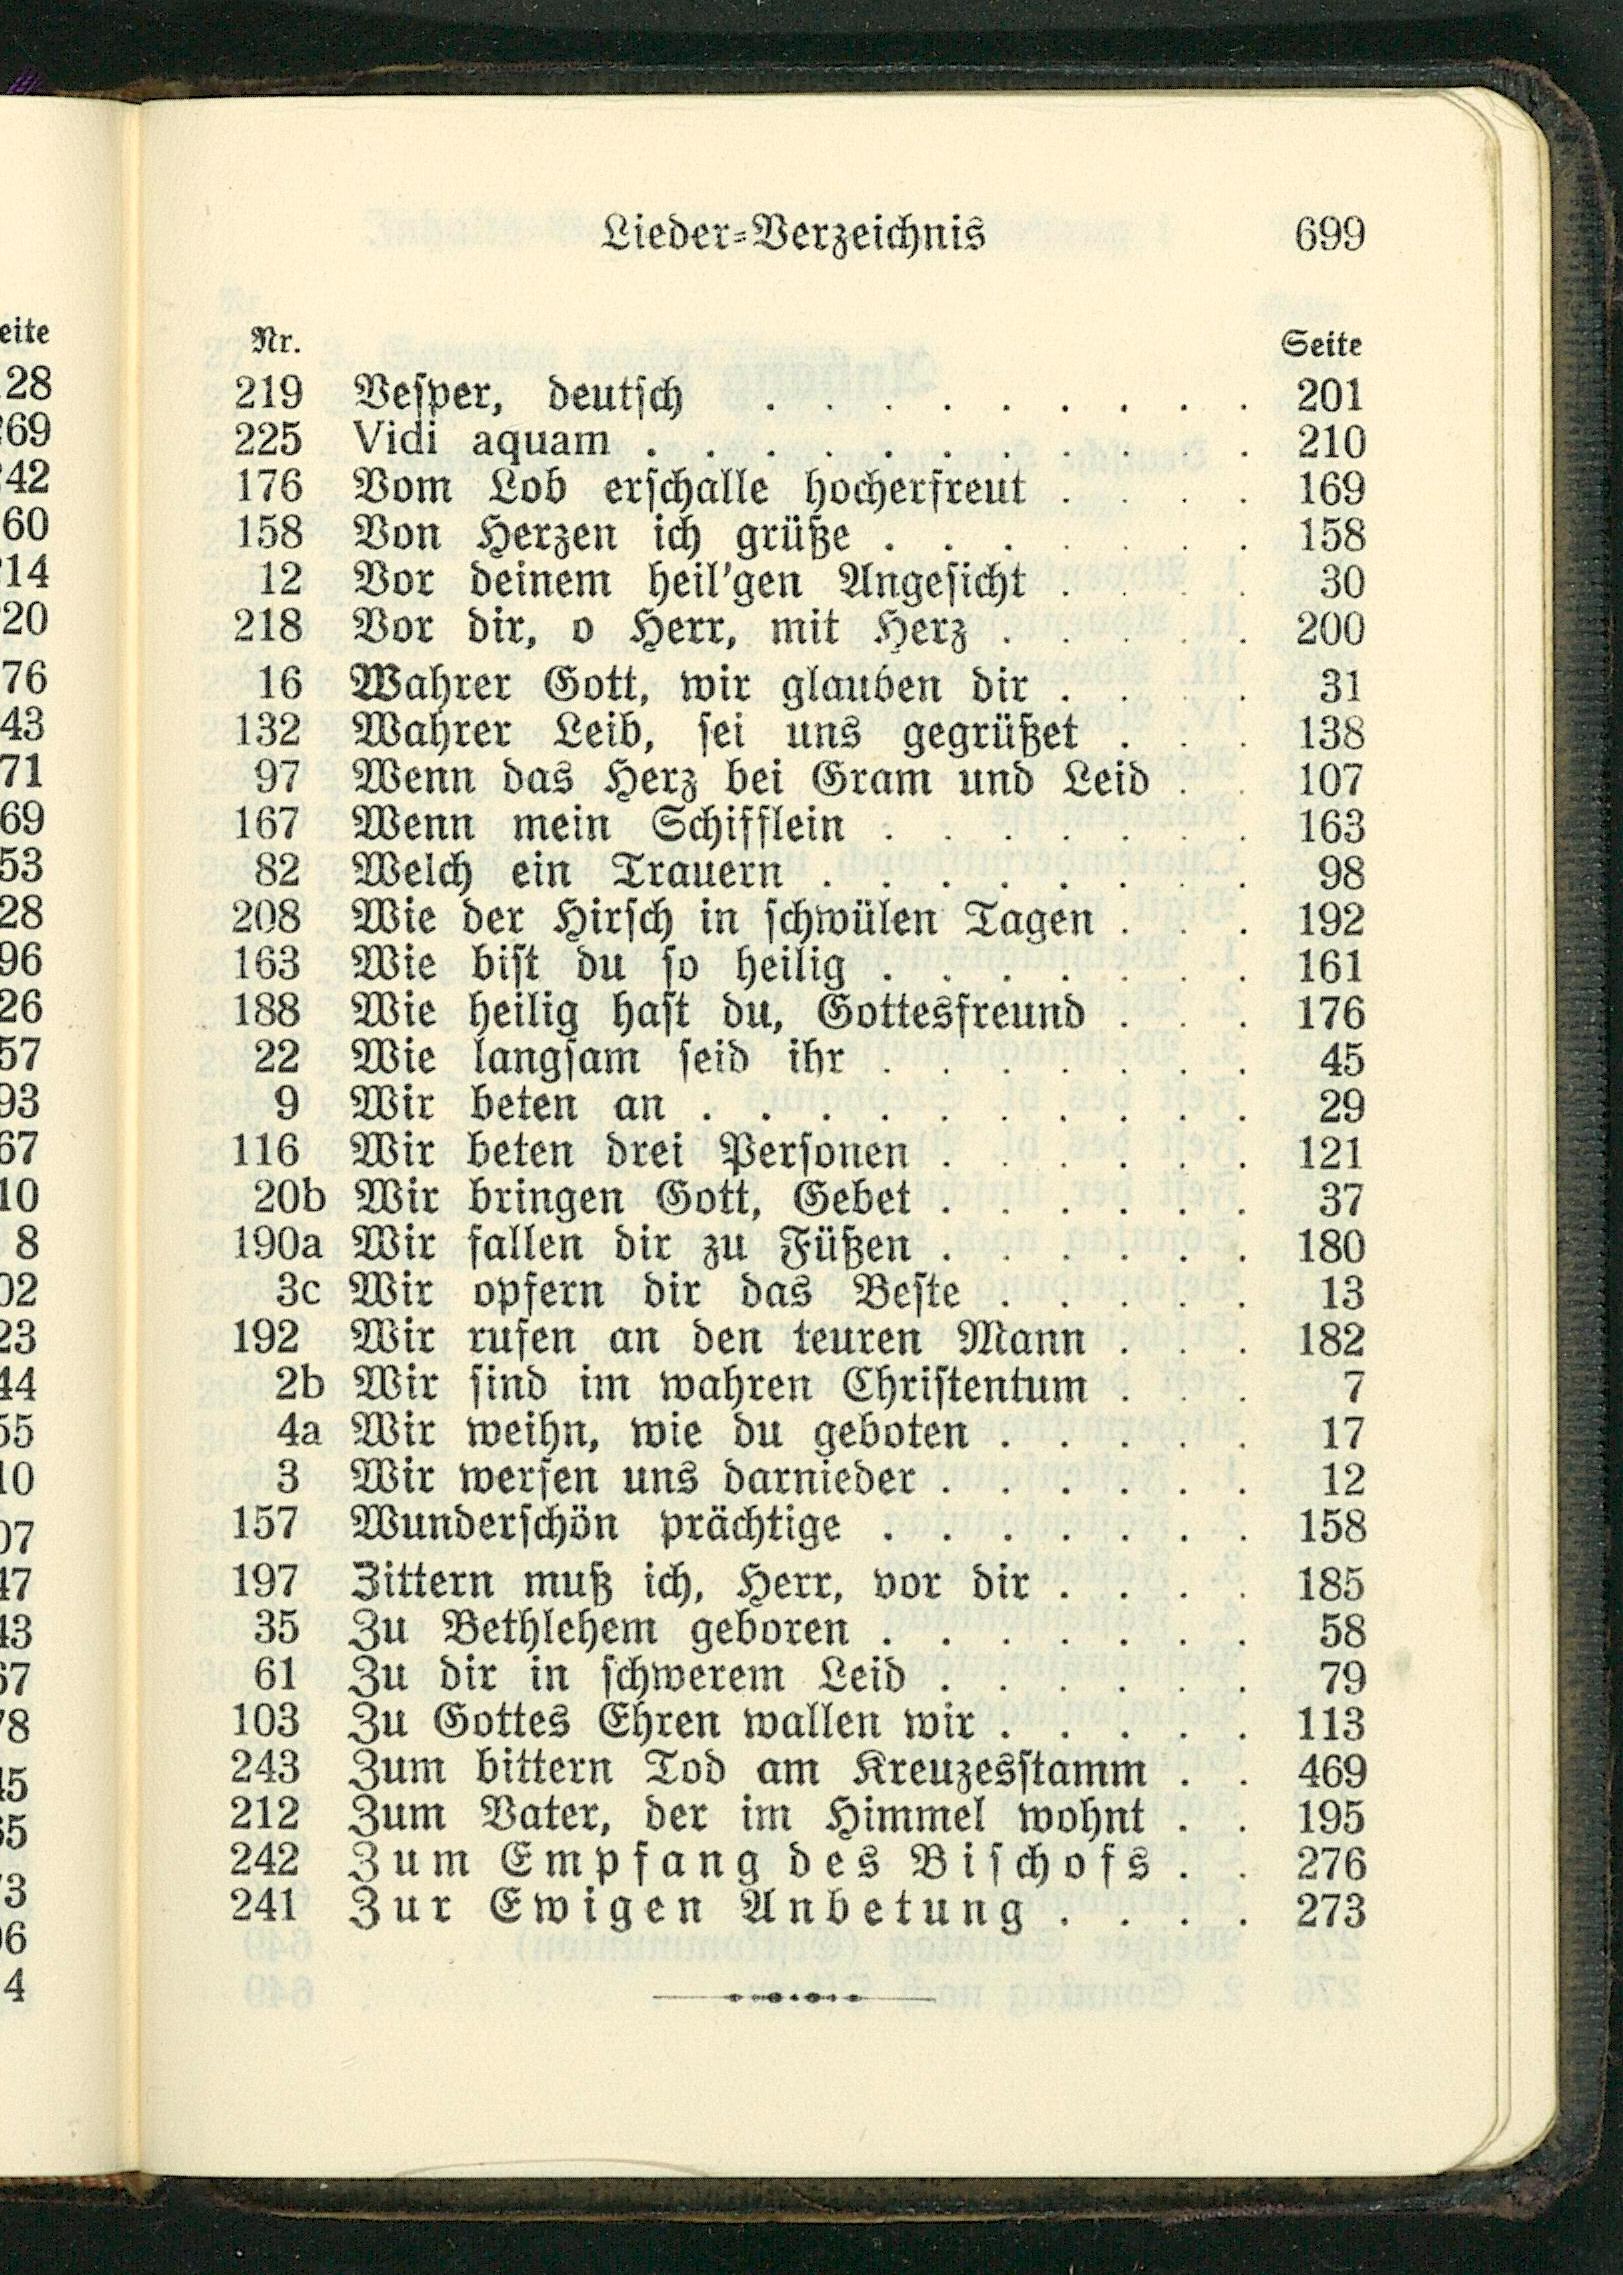 Lieder-Verzeichnis 699
Nr. Seite
219 Vesper, deutsch . . . . . . . . . 201
225 Vidi aquam . . . . . . . . . . . 210
176 Vom Lob erschalle hocherfreut . . . . 169
158 Von Herzen ich grüße . . . . . . . 158
12 Vor deinem heil'gen Angesicht . . . . 30
218 Vor dir, o Herr, mit Herz . . . . . 200
16 Wahrer Gott, wir glauben dir . . . . 31
132 Wahrer Leib, sei uns gegrüßet . . . 138
97 Wenn das Herz bei Gram und Leid . . 107
167 Wenn mein Schifflein . . . . . . . 163
82 Welch ein Trauern . . . . . . . . 98
208 Wie der Hirsch in schwülen Tagen . . . 192
163 Wie bist du so heilig . . . . . . . 161
188 Wie heilig hast du, Gottesfreund . . . 176
22 Wie langsam seid ihr . . . . . . . 45
9 Wir beten an . . . . . . . . . . 29
116 Wir beten drei Personen . . . . . . 121
20b Wir bringen Gott, Gebet . . . . . . 37
190a Wir fallen dir zu Füßen . . . . . . 180
3c Wir opfern dir das Beste . . . . . 13
192 Wir rufen an den teuren Mann . . . 182
2b Wir sind im wahren Christentum . . . 7
4a Wir weihn, wie du geboten . . . . . 17
3 Wir werfen uns darnieder . . . . . . 12
157 Wunderschön prächtige . . . . . . . 158
197 Zittern muß ich, Herr, vor dir . . . . 185
35 Zu Bethlehem geboren . . . . . . . 58
61 Zu dir in schwerem Leid . . . . . . 79
103 Zu Gottes Ehren wallen wir . . . . . 113
243 Zum bittern Tod am Kreuzesstamm . . 469
212 Zum Vater, der im Himmel wohnt . . 195
242 Zum Empfang des Bischofs . . 276
241 Zur Ewigen Anbetung . . . . 273